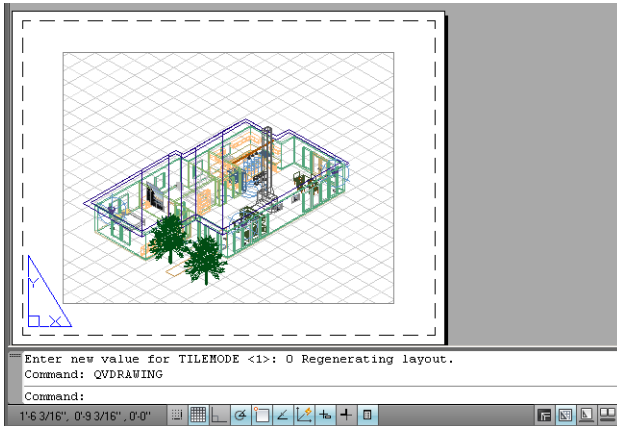 Y
X
Enter new value for TILEMODE <1>: 0 Regenerating layout.
Command: QVDRAWING
Command:
1'-6 3/16", 0'-9 3/16" , 0'-0"